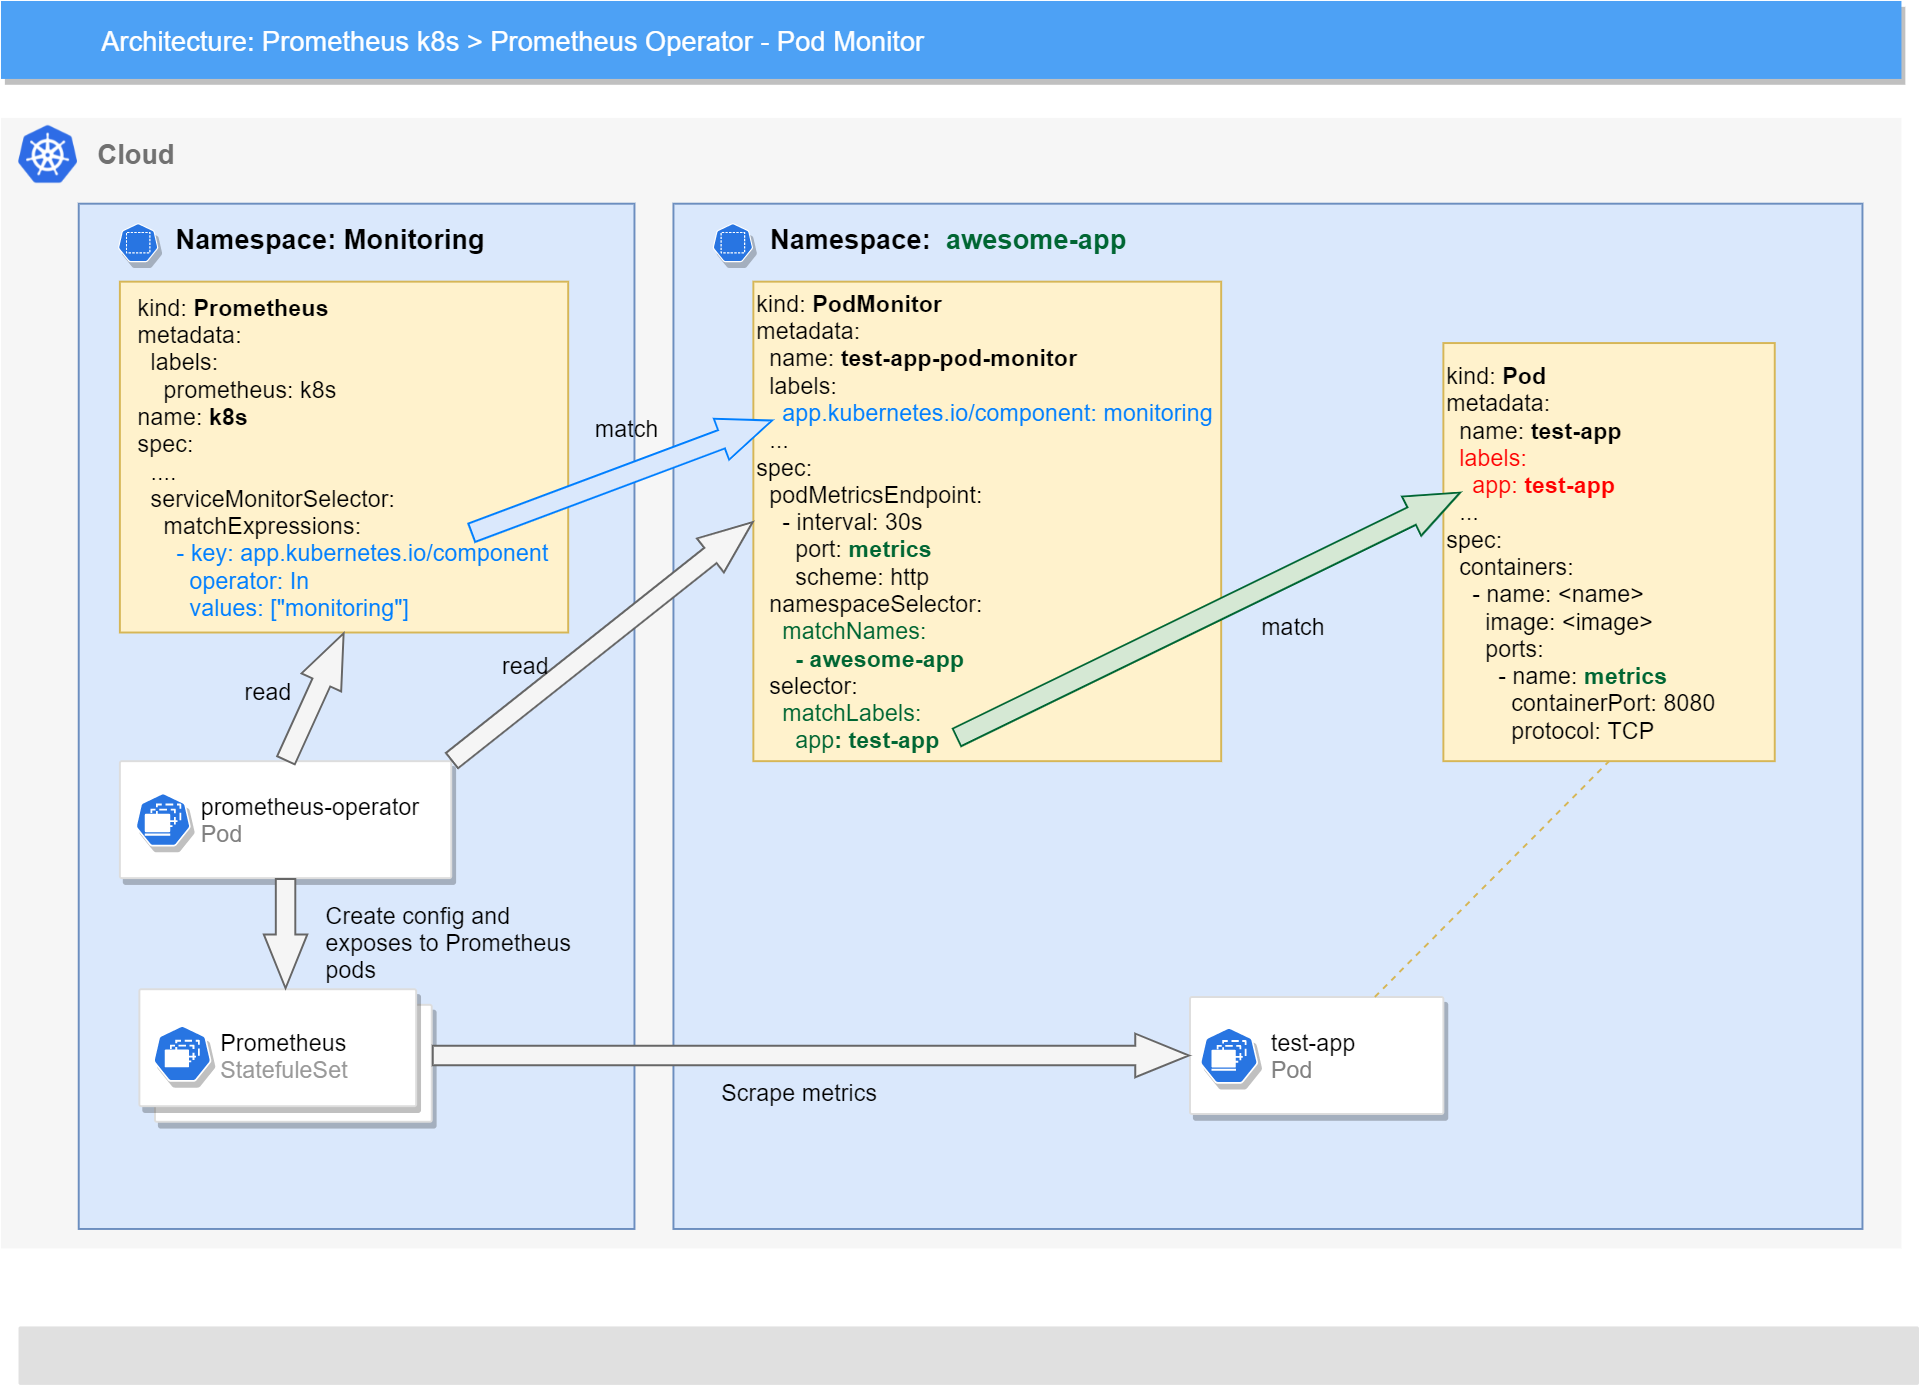 Architecture: Prometheus k8s > Prometheus Operator - Pod Monitor
Cloud
Namespace: Monitoring
kind: Prometheus
metadata:
labels:
prometheus: k8s
name: k8s
spec:
....
serviceMonitorSelector:
matchExpressions:
- key: app.kubernetes.io/component
operator: In
values: ["monitoring"]
match
read
read
prometheus-operator
Pod
Create config and
exposes to Prometheus
pods
Prometheus
StatefuleSet
Scrape metrics
Namespace: awesome-app
kind: PodMonitor
metadata:
name: test-app-pod-monitor
labels:
app.kubernetes.io/component: monitoring
...
spec:
podMetricsEndpoint:
- interval: 30s
port: metrics
scheme: http
namespaceSelector:
matchNames:
- awesome-app
selector:
matchLabels:
app: test-app
match
kind: Pod
metadata:
name: test-app
labels:
app: test-app
...
spec:
containers:
- name: <name>
image: <image>
ports:
- name: metrics
containerPort: 8080
protocol: TCP
test-app
Pod